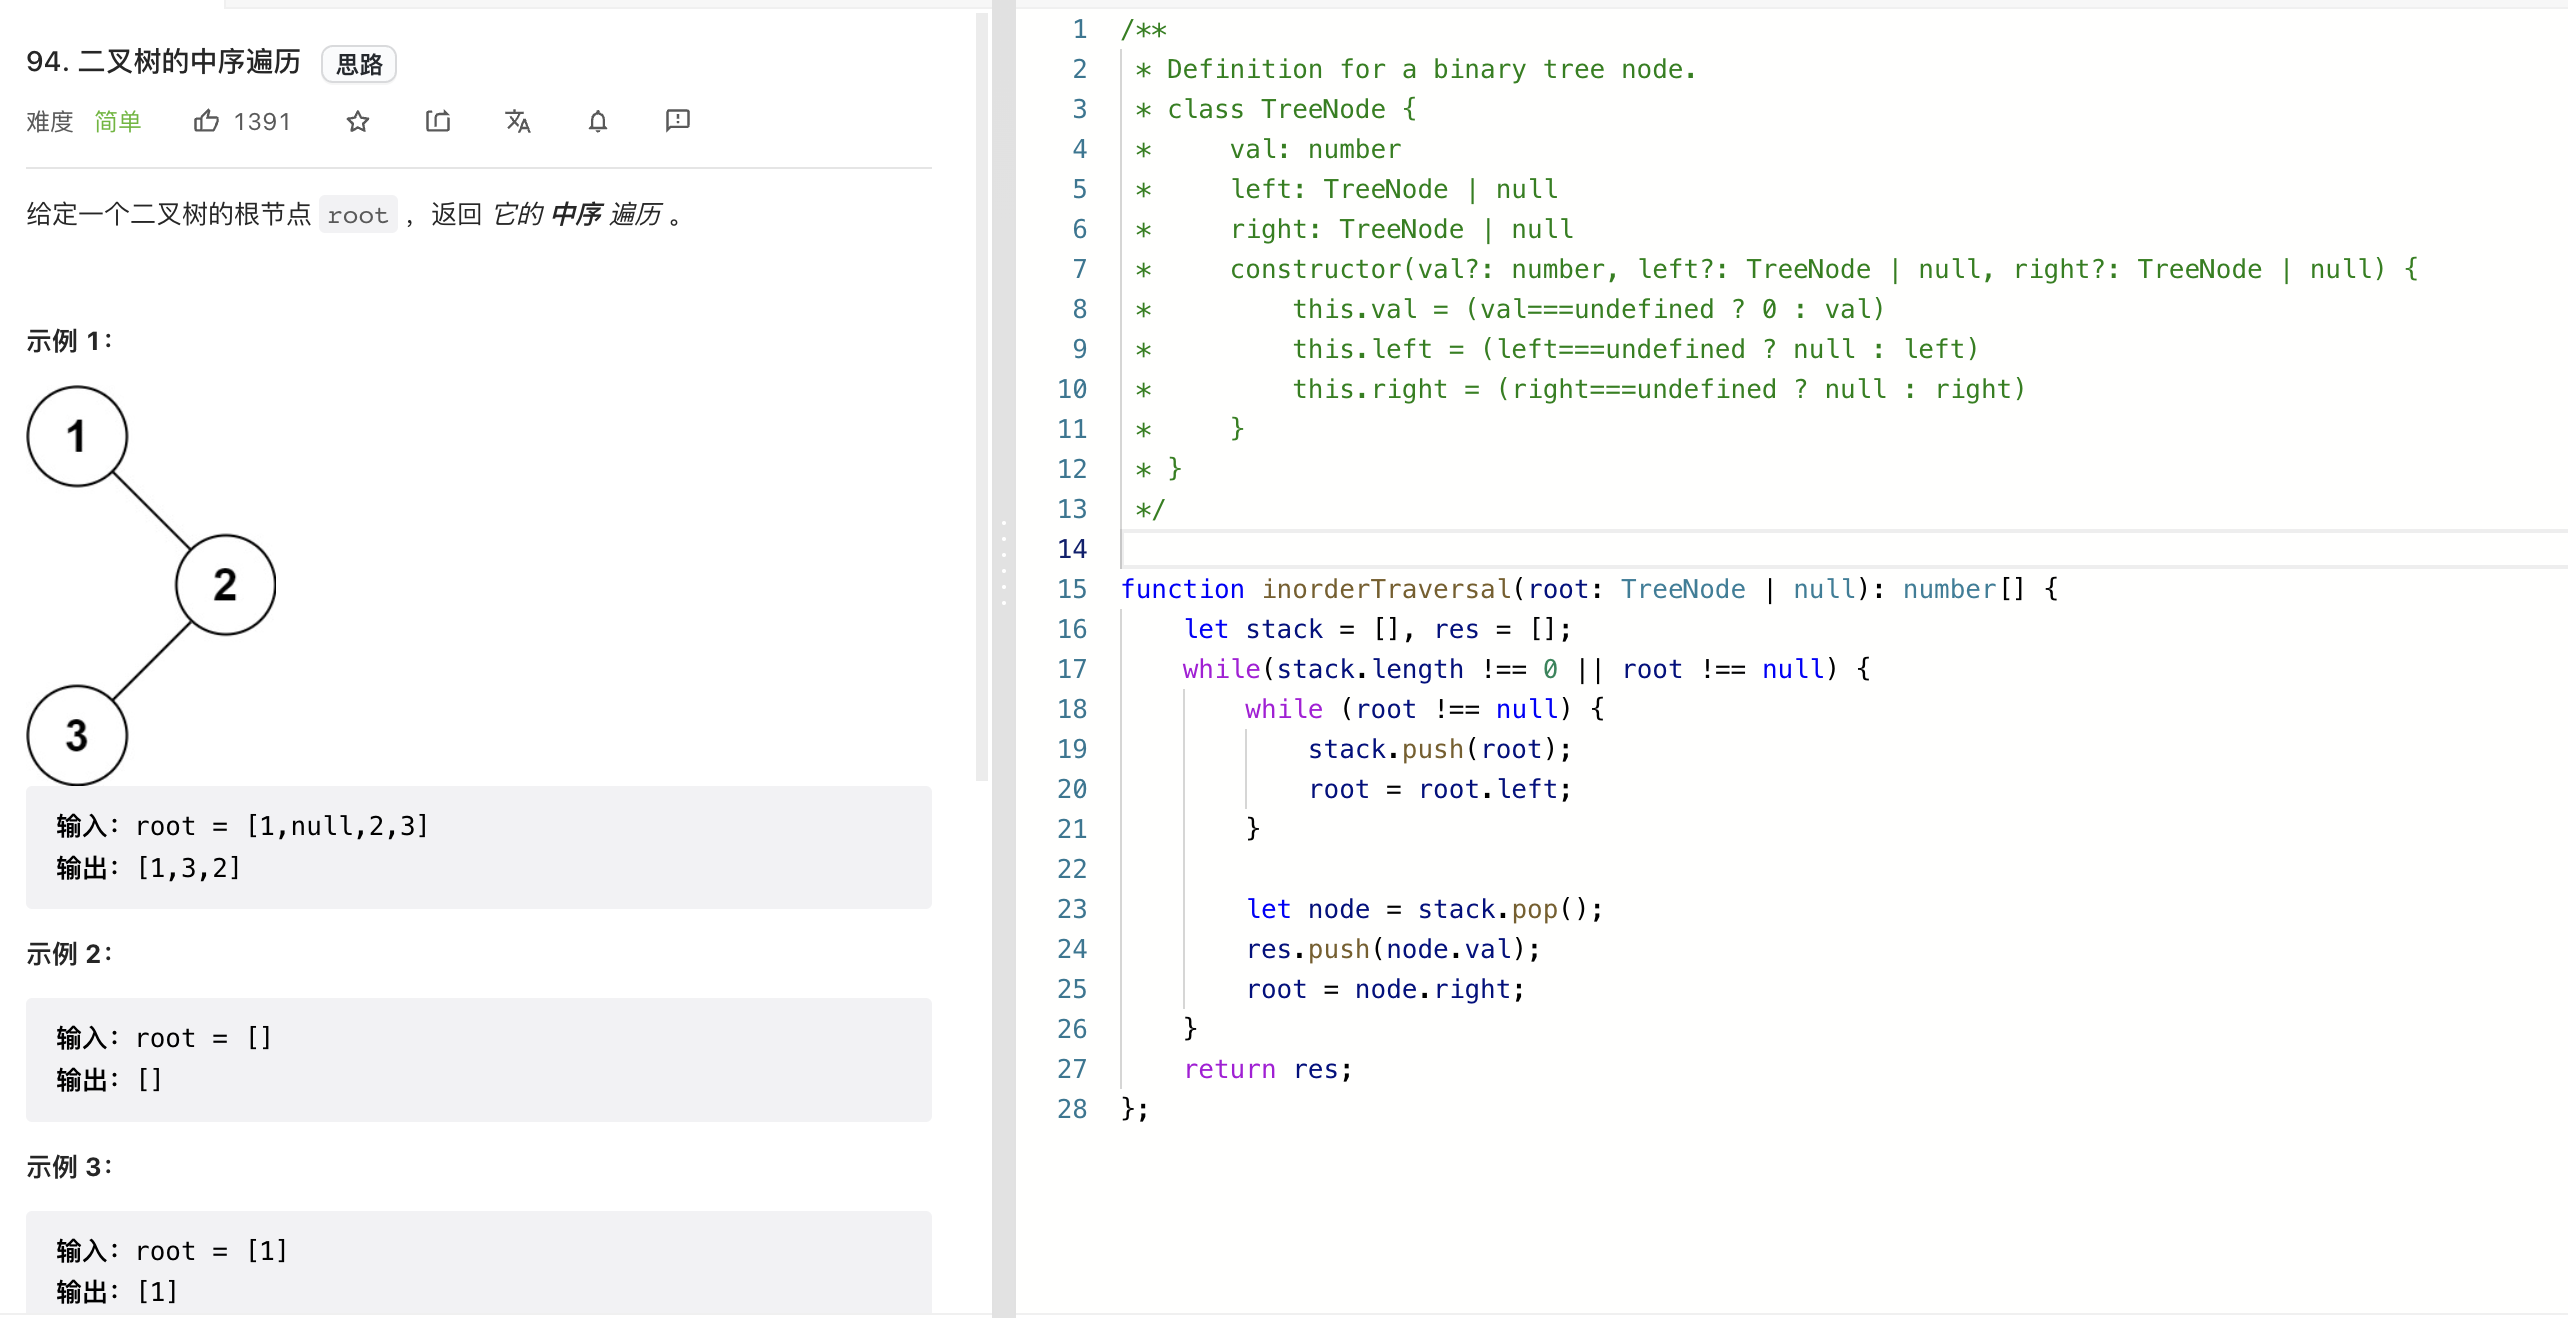 94. 二叉树的中序遍历 思路
难度 简单 1391
给定一个二叉树的根节点 root ，返回 它的 中序 遍历 。
示例 1：
1
2
3
输入：root = [1,null,2,3]
输出：[1,3,2]
示例 2：
输入：root = []
输出：[]
示例 3：
输入：root = [1]
输出：[1]
1 /**
2  * Definition for a binary tree node.
3  * class TreeNode {
4  *     val: number
5  *     left: TreeNode | null
6  *     right: TreeNode | null
7  *     constructor(val?: number, left?: TreeNode | null, right?: TreeNode | null) {
8  *         this.val = (val===undefined ? 0 : val)
9  *         this.left = (left===undefined ? null : left)
10  *         this.right = (right===undefined ? null : right)
11  *     }
12  * }
13  */
14
15 function inorderTraversal(root: TreeNode | null): number[] {
16     let stack = [], res = [];
17     while(stack.length !== 0 || root !== null) {
18         while (root !== null) {
19             stack.push(root);
20             root = root.left;
21         }
22
23         let node = stack.pop();
24         res.push(node.val);
25         root = node.right;
26     }
27     return res;
28 };